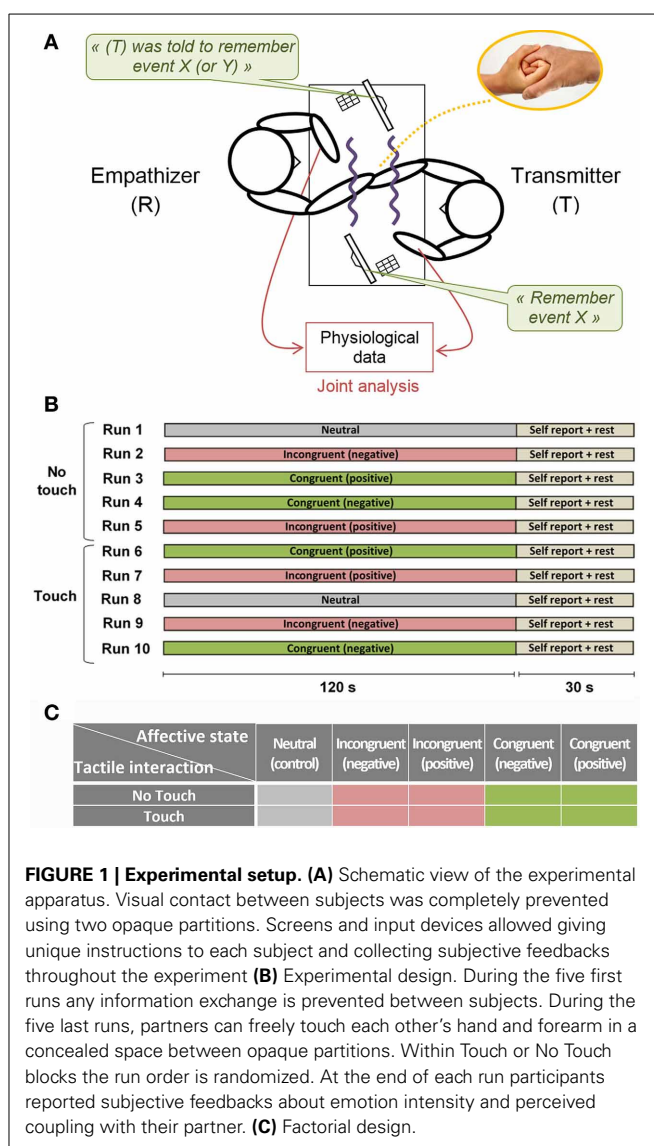 A
« (T) was told to remember
event X (or Y) »
Empathizer
(R)
Transmitter
(T)
« Remember
event X »
Physiological
data
Joint analysis
B
No
touch
Run 1 Neutral Self report + rest
Run 2 Incongruent (negative) Self report + rest
Run 3 Congruent (positive) Self report + rest
Run 4 Congruent (negative) Self report + rest
Run 5 Incongruent (positive) Self report + rest
Touch
Run 6 Congruent (positive) Self report + rest
Run 7 Incongruent (positive) Self report + rest
Run 8 Neutral Self report + rest
Run 9 Incongruent (negative) Self report + rest
Run 10 Congruent (negative) Self report + rest
120 s 30 s
C
Affective state
Tactile interaction
Neutral
(control)
Incongruent
(negative)
Incongruent
(positive)
Congruent
(negative)
Congruent
(positive)
No Touch
Touch
FIGURE 1 | Experimental setup. (A) Schematic view of the experimental
apparatus. Visual contact between subjects was completely prevented
using two opaque partitions. Screens and input devices allowed giving
unique instructions to each subject and collecting subjective feedbacks
throughout the experiment (B) Experimental design. During the five first
runs any information exchange is prevented between subjects. During the
five last runs, partners can freely touch each other's hand and forearm in a
concealed space between opaque partitions. Within Touch or No Touch
blocks the run order is randomized. At the end of each run participants
reported subjective feedbacks about emotion intensity and perceived
coupling with their partner. (C) Factorial design.